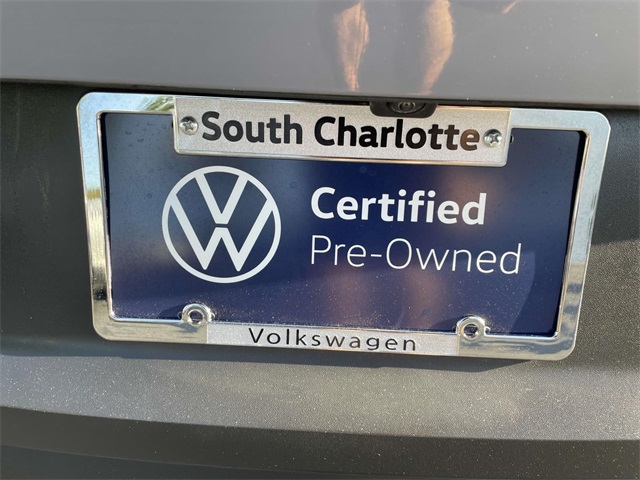 South Charlotte
Certified
Pre-Owned
Volkswagen